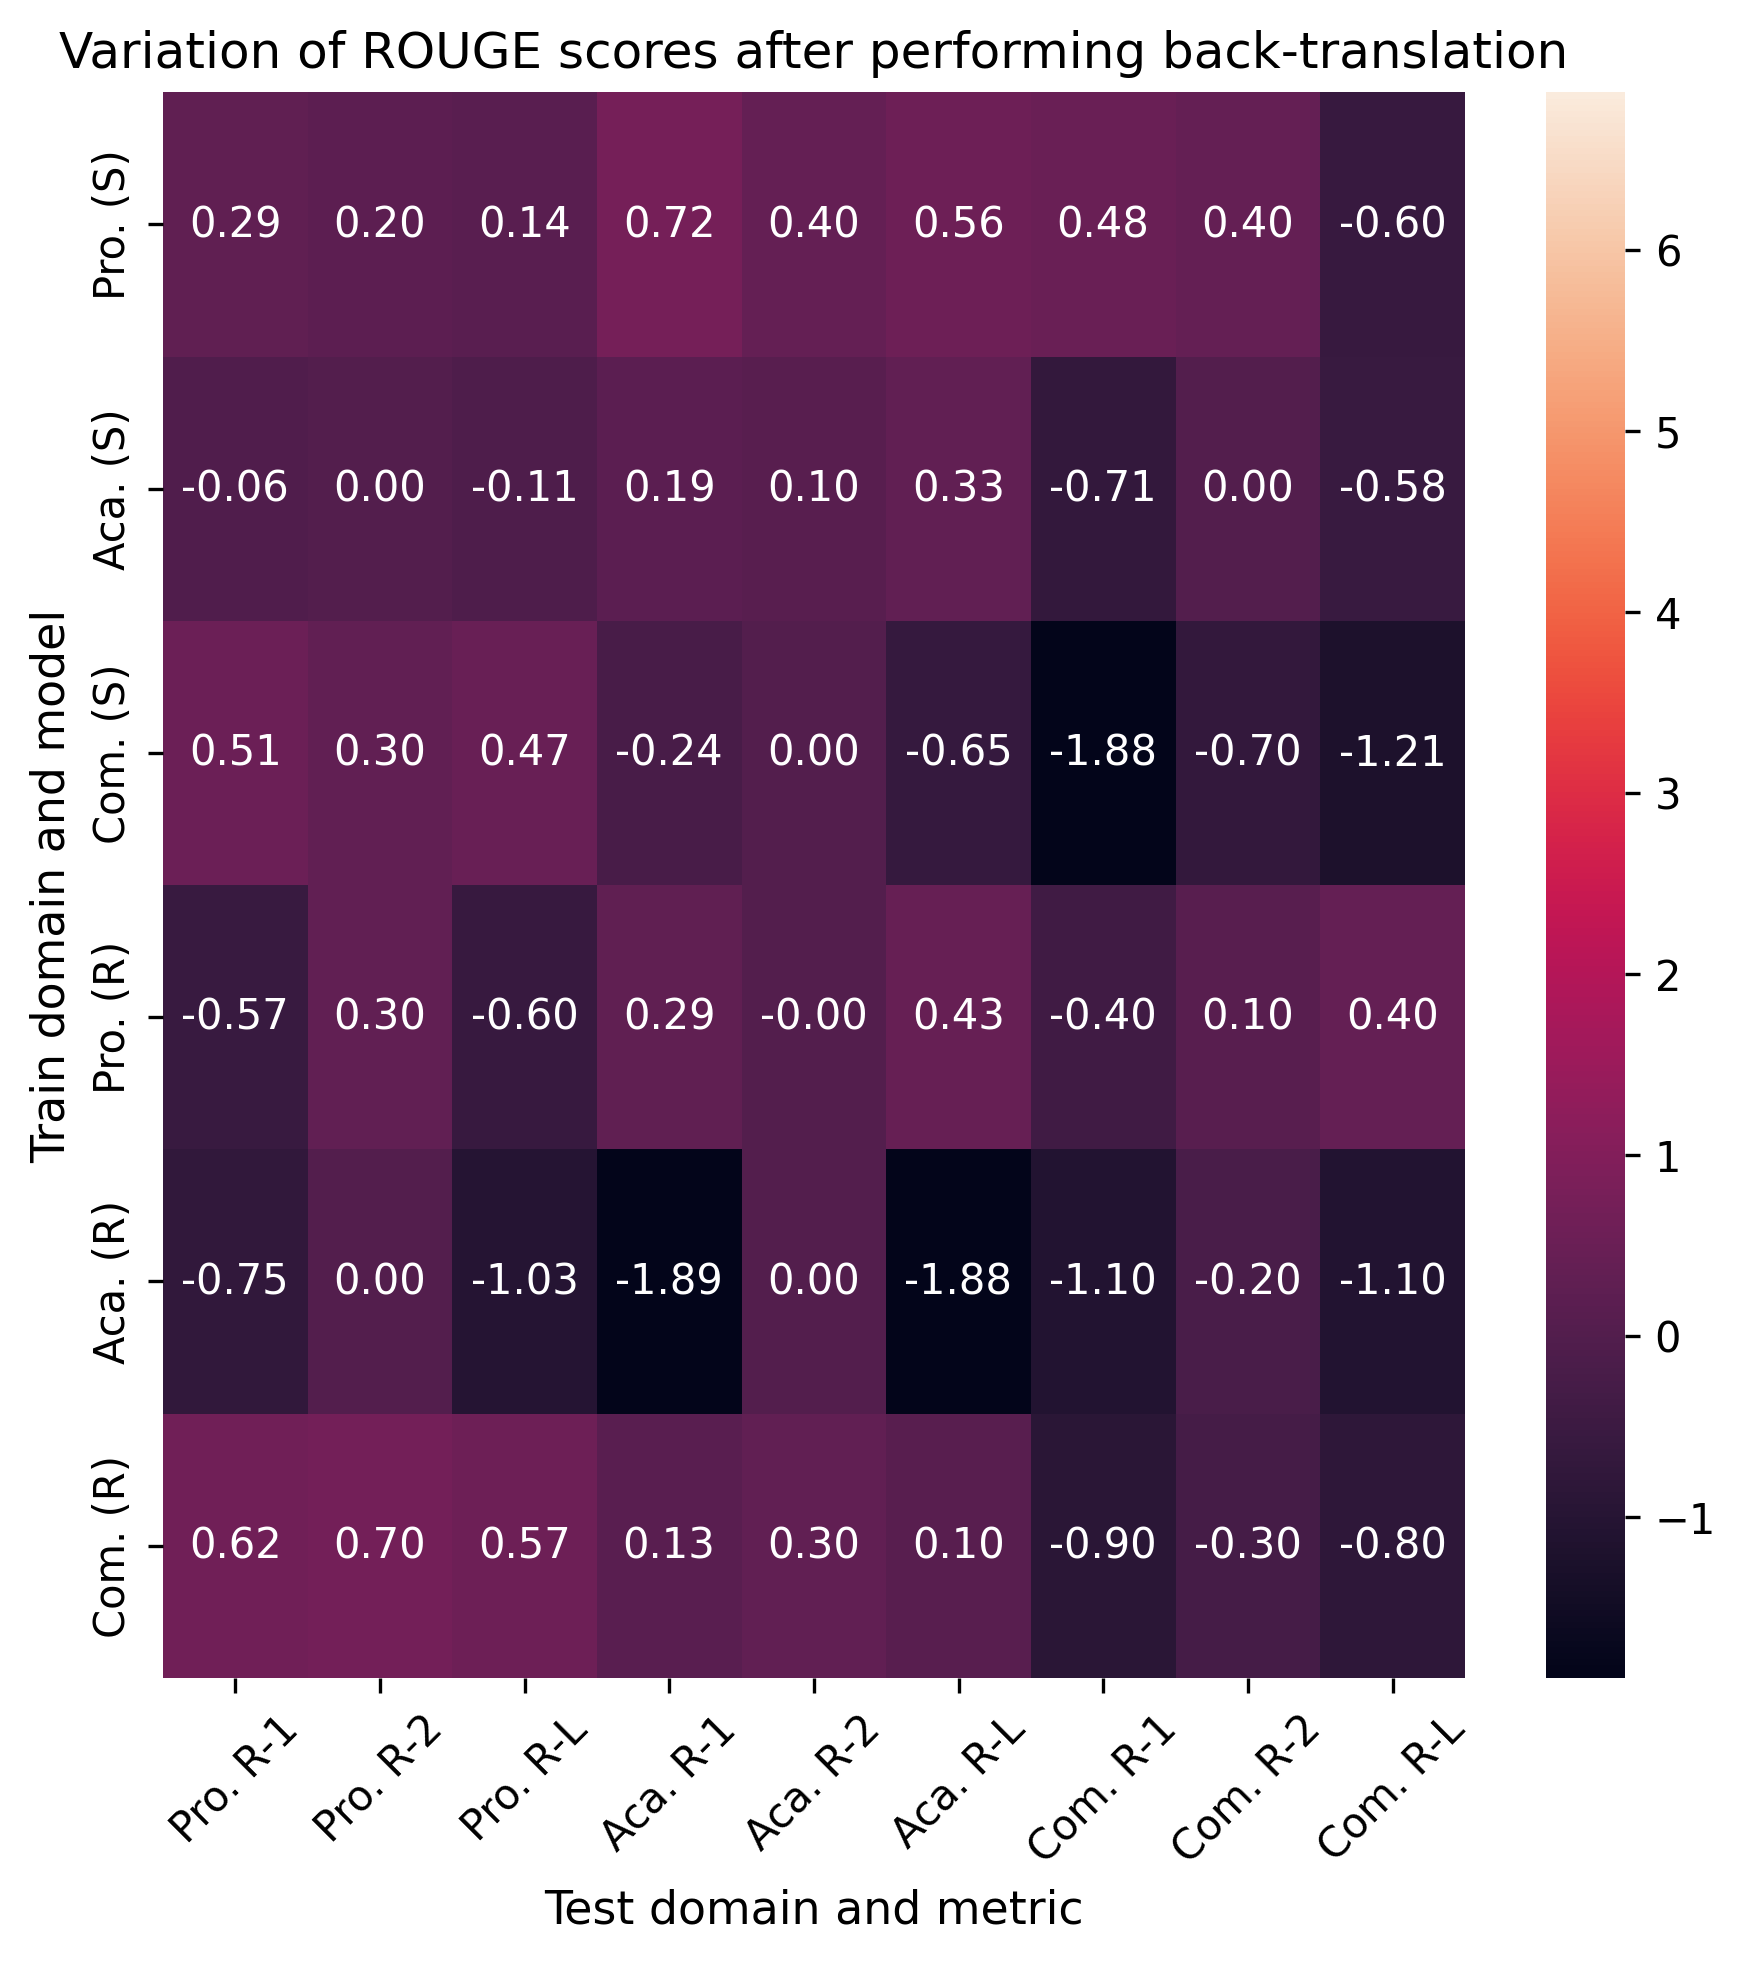 Variation of ROUGE scores after performing back-translation
Train domain and model
Pro. (S)
0.29 0.20 0.14 0.72 0.40 0.56 0.48 0.40 -0.60
Aca. (S)
-0.06 0.00 -0.11 0.19 0.10 0.33 -0.71 0.00 -0.58
Com. (S)
0.51 0.30 0.47 -0.24 0.00 -0.65 -1.88 -0.70 -1.21
Pro. (R)
-0.57 0.30 -0.60 0.29 -0.00 0.43 -0.40 0.10 0.40
Aca. (R)
-0.75 0.00 -1.03 -1.89 0.00 -1.88 -1.10 -0.20 -1.10
Com. (R)
0.62 0.70 0.57 0.13 0.30 0.10 -0.90 -0.30 -0.80
Pro. R-1
Pro. R-2
Pro. R-L
Aca. R-1
Aca. R-2
Aca. R-L
Com. R-1
Com. R-2
Com. R-L
Test domain and metric
6
5
4
3
2
1
0
−1